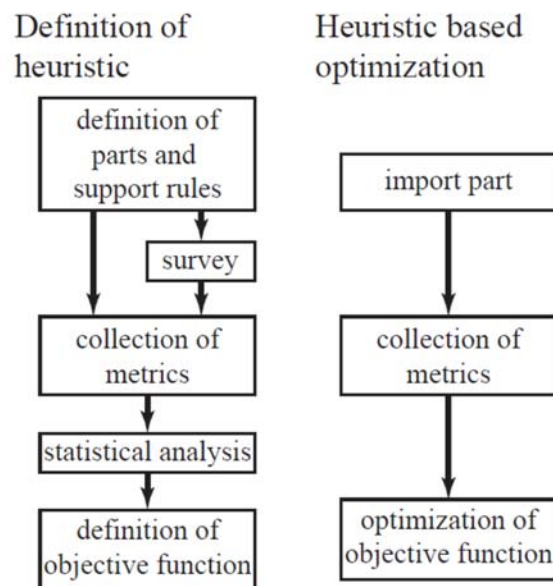 Definition of
heuristic
definition of
parts and
support rules
survey
collection of
metrics
statistical analysis
definition of
objective function
Heuristic based
optimization
import part
collection of
metrics
optimization of
objective function